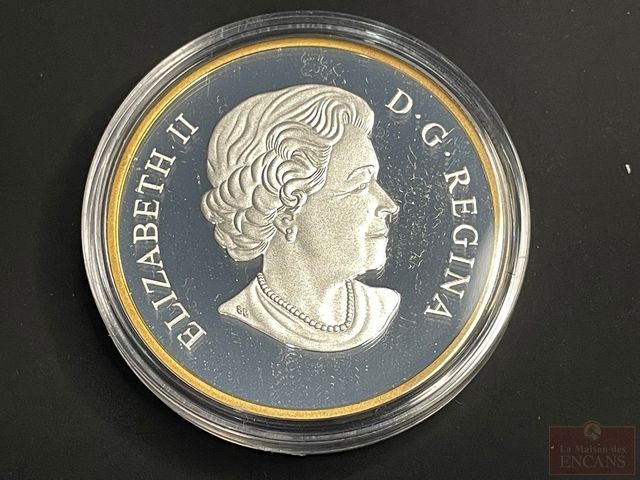 ELIZABETH II
D.G. REGINA
SB
La Maison des
ENCANS